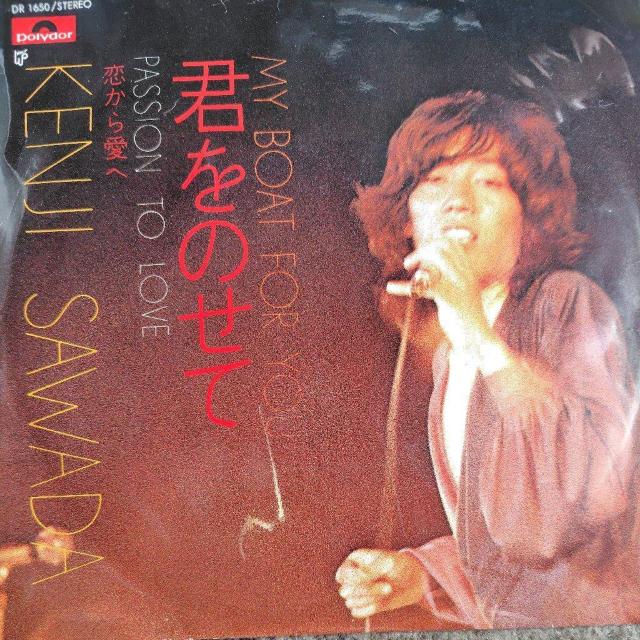 DR 1650/STEREO
Polydor
MY BOAT FOR YOU
君をのせて
PASSION TO LOVE
恋から愛へ
KENJI SAWADA